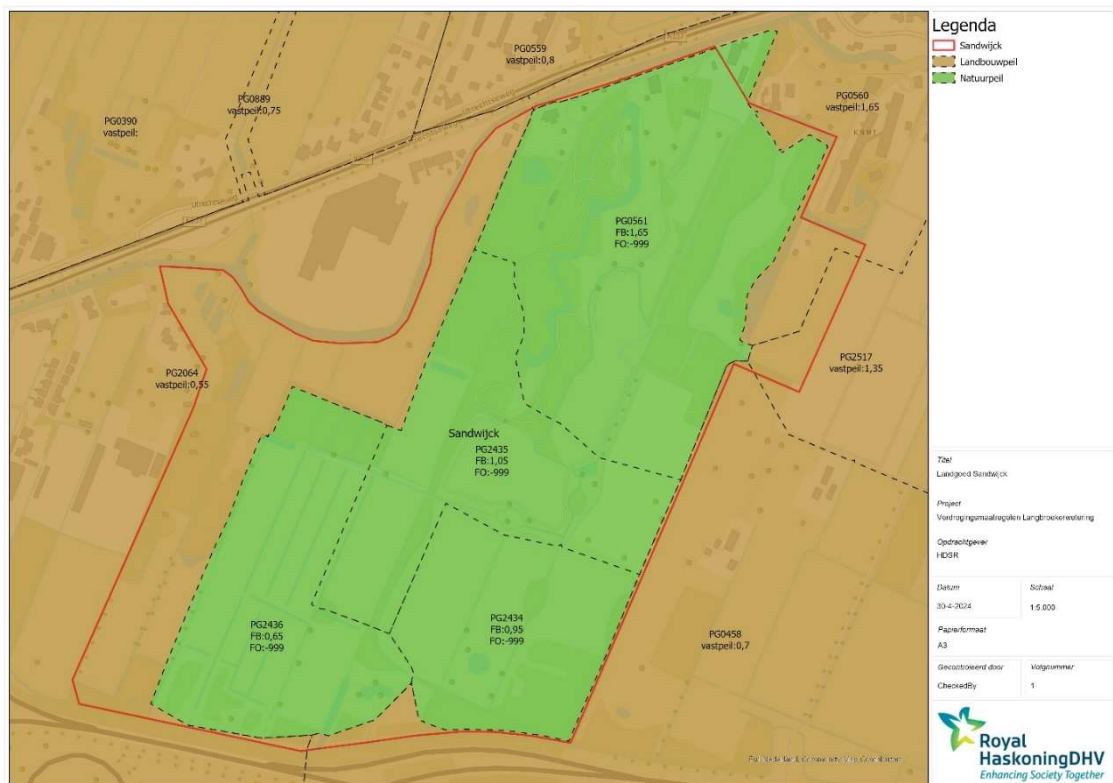 PG0559
vastpeil:0,8
PG0560
vastpeil:1,65
KNMI
PG0889
vastpeil:0,75
PG0390
vastpeil:
PG0561
FB:1,65
FO:-999
PG2517
vastpeil:1,35
PG2064
vastpeil:0,55
Sandwijck
PG2435
FB:1,05
FO:-999
PG2436
FB:0,65
FO:-999
PG2434
FB:0,95
FO:-999
PG0458
vastpeil:0,7
Legenda
Sandwijck
Landbouwpeil
Natuurpeil
Titel
Landgoed Sandwijck
Project
Verdrogingsmaatregelen Langbroekerwetering
Opdrachtgever
HDSR
Datum
30-4-2024
Schaal
1:5.000
Papierformaat
A3
Gecontroleerd door
CheckedBy
Volgnummer
1
Royal
HaskoningDHV
Enhancing Society Together